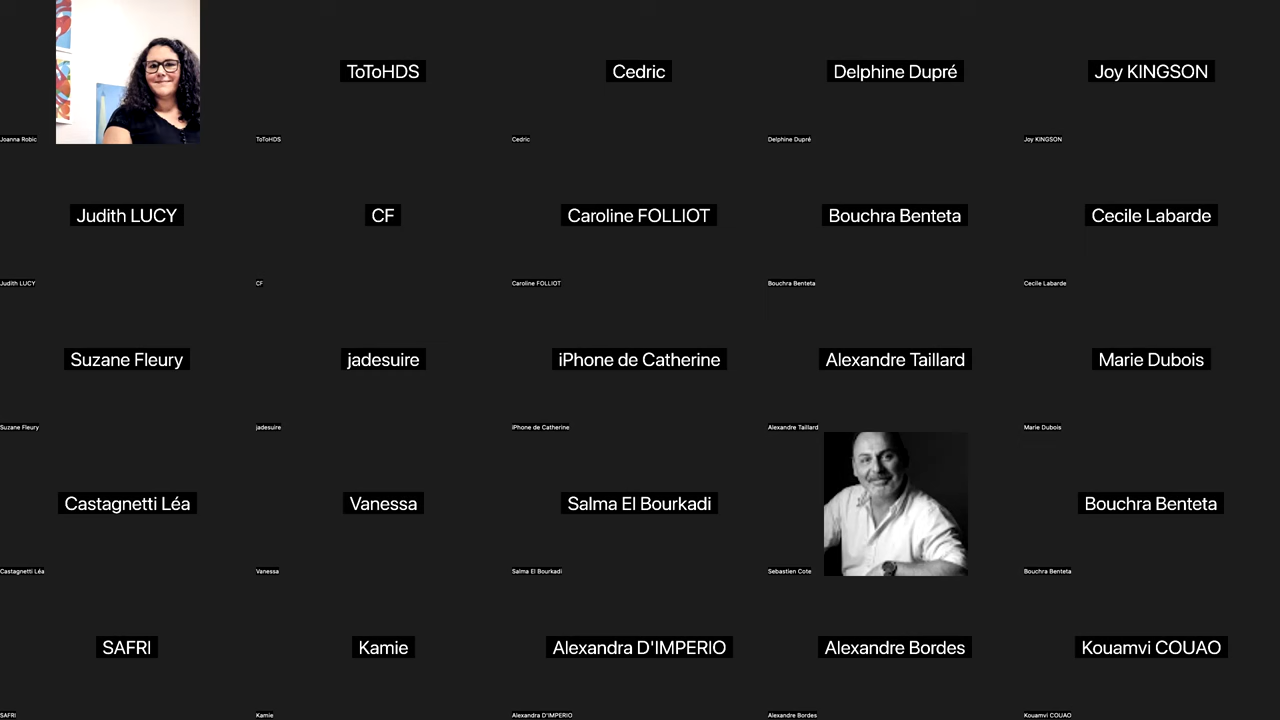 ToToHDS
Cedric
Delphine Dupré
Joy KINGSON
Joanna Robic
ToToHDS
Cedric
Delphine Dupré
Joy KINGSON
Judith LUCY
CF
Caroline FOLLIOT
Bouchra Benteta
Cecile Labarde
Judith LUCY
CF
Caroline FOLLIOT
Bouchra Benteta
Cecile Labarde
Suzane Fleury
jadesuire
iPhone de Catherine
Alexandre Taillard
Marie Dubois
Suzane Fleury
jadesuire
iPhone de Catherine
Alexandre Taillard
Marie Dubois
Castagnetti Léa
Vanessa
Salma El Bourkadi
Bouchra Benteta
Castagnetti Léa
Vanessa
Salma El Bourkadi
Sebastien Cote
Bouchra Benteta
SAFRI
Kamie
Alexandra D'IMPERIO
Alexandre Bordes
Kouamvi COUAO
SAFRI
Kamie
Alexandra D'IMPERIO
Alexandre Bordes
Kouamvi COUAO